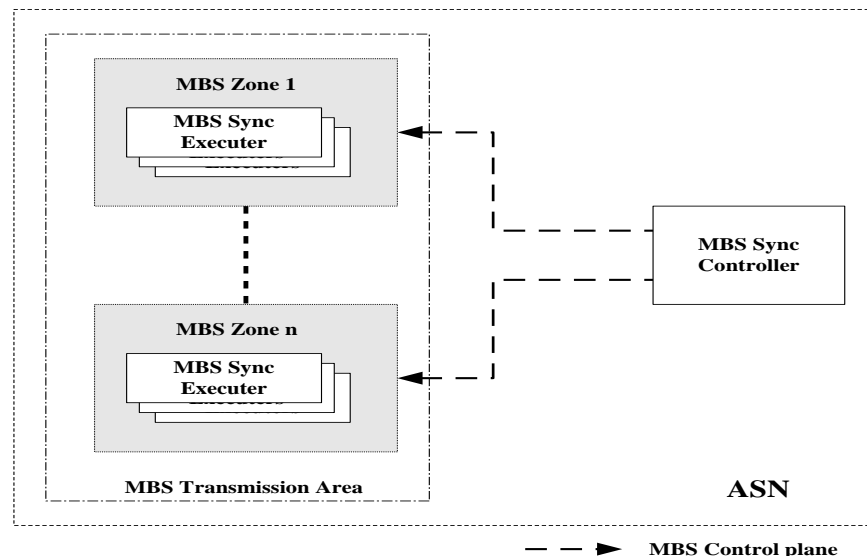 MBS Zone 1
MBS Sync
Executer
MBS Sync
Controller
MBS Zone n
MBS Sync
Executer
MBS Transmission Area
ASN
MBS Control plane